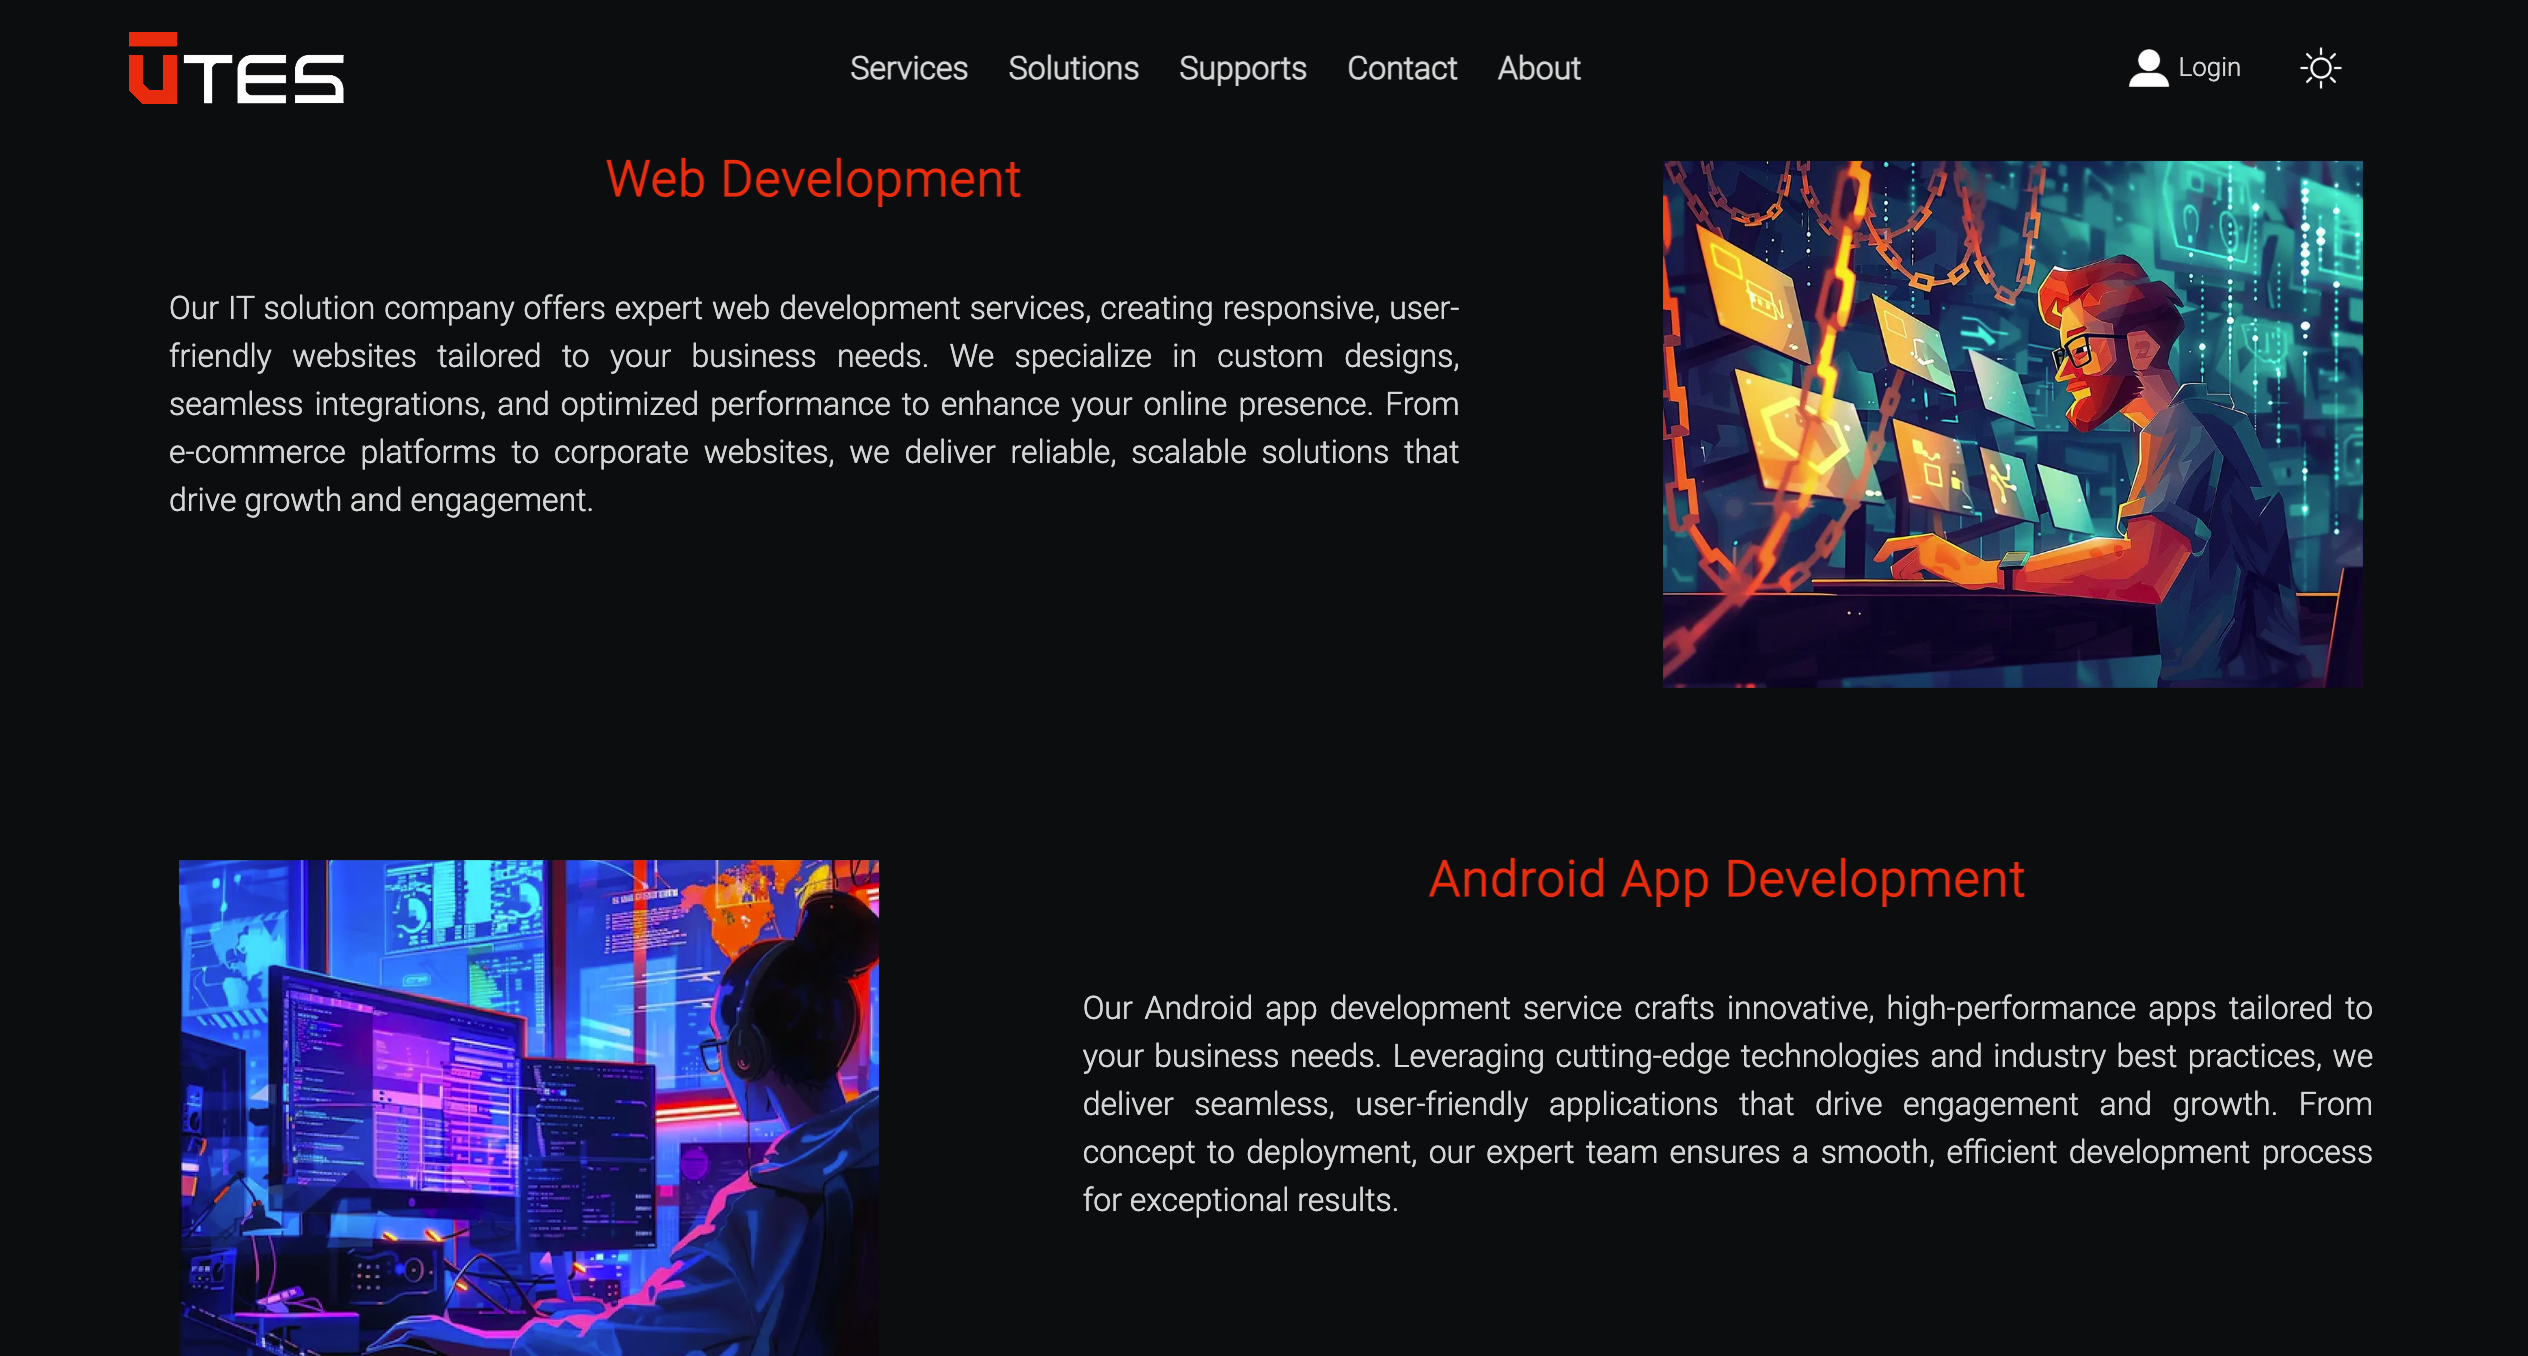 UTES
Services Solutions Supports Contact About
Login
Web Development
Our IT solution company offers expert web development services, creating responsive, user-
friendly websites tailored to your business needs. We specialize in custom designs,
seamless integrations, and optimized performance to enhance your online presence. From
e-commerce platforms to corporate websites, we deliver reliable, scalable solutions that
drive growth and engagement.
Android App Development
Our Android app development service crafts innovative, high-performance apps tailored to
your business needs. Leveraging cutting-edge technologies and industry best practices, we
deliver seamless, user-friendly applications that drive engagement and growth. From
concept to deployment, our expert team ensures a smooth, efficient development process
for exceptional results.